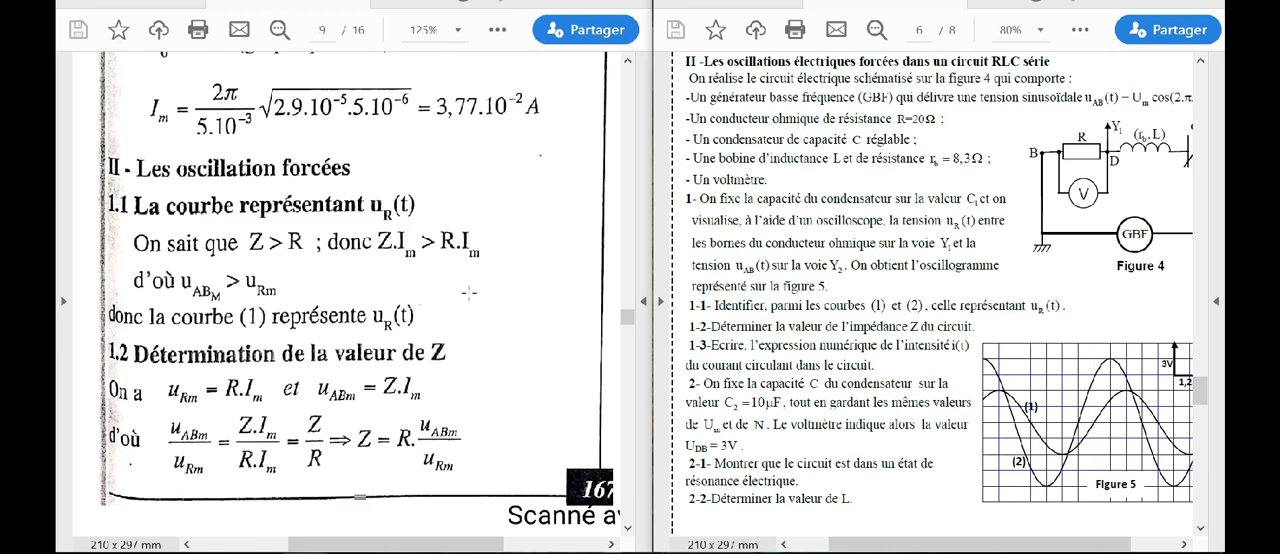 9 / 16
125%
Partager
I_m = 2π / 5.10⁻³ √2.9.10⁻⁵.5.10⁻⁶ = 3,77.10⁻² A
II - Les oscillation forcées
1.1 La courbe représentant u_R(t)
On sait que Z > R ; donc Z.I_m > R.I_m
d'où u_AB_M > u_Rm
donc la courbe (1) représente u_R(t)
1.2 Détermination de la valeur de Z
On a u_Rm = R.I_m et u_ABm = Z.I_m
d'où u_ABm / u_Rm = Z.I_m / R.I_m = Z / R ⇒ Z = R. u_ABm / u_Rm
167
Scanné a
210 x 297 mm
6 / 8
80%
Partager
II -Les oscillations électriques forcées dans un circuit RLC série
On réalise le circuit électrique schématisé sur la figure 4 qui comporte :
-Un générateur basse fréquence (GBF) qui délivre une tension sinusoïdale u_AB(t) = U_m cos(2.π
-Un conducteur ohmique de résistance R=20Ω ;
- Un condensateur de capacité C réglable ;
- Une bobine d'inductance L et de résistance r_b = 8,3Ω ;
- Un voltmètre.
1- On fixe la capacité du condensateur sur la valeur C₁ et on
visualise, à l'aide d'un oscilloscope, la tension u_R(t) entre
les bornes du conducteur ohmique sur la voie Y₁ et la
tension u_AB(t) sur la voie Y₂. On obtient l'oscillogramme
représenté sur la figure 5.
1-1- Identifier, parmi les courbes (1) et (2), celle représentant u_R(t).
1-2-Déterminer la valeur de l'impédance Z du circuit.
1-3-Ecrire, l'expression numérique de l'intensité i(t)
du courant circulant dans le circuit.
2- On fixe la capacité C du condensateur sur la
valeur C₂ =10µF, tout en gardant les mêmes valeurs
de U_m et de N. Le voltmètre indique alors la valeur
U_DB = 3V.
2-1- Montrer que le circuit est dans un état de
résonance électrique.
2-2-Déterminer la valeur de L.
Y₁
R
(r_b, L)
B
D
V
GBF
Figure 4
3V
1,2
(1)
(2)
Figure 5
210 x 297 mm